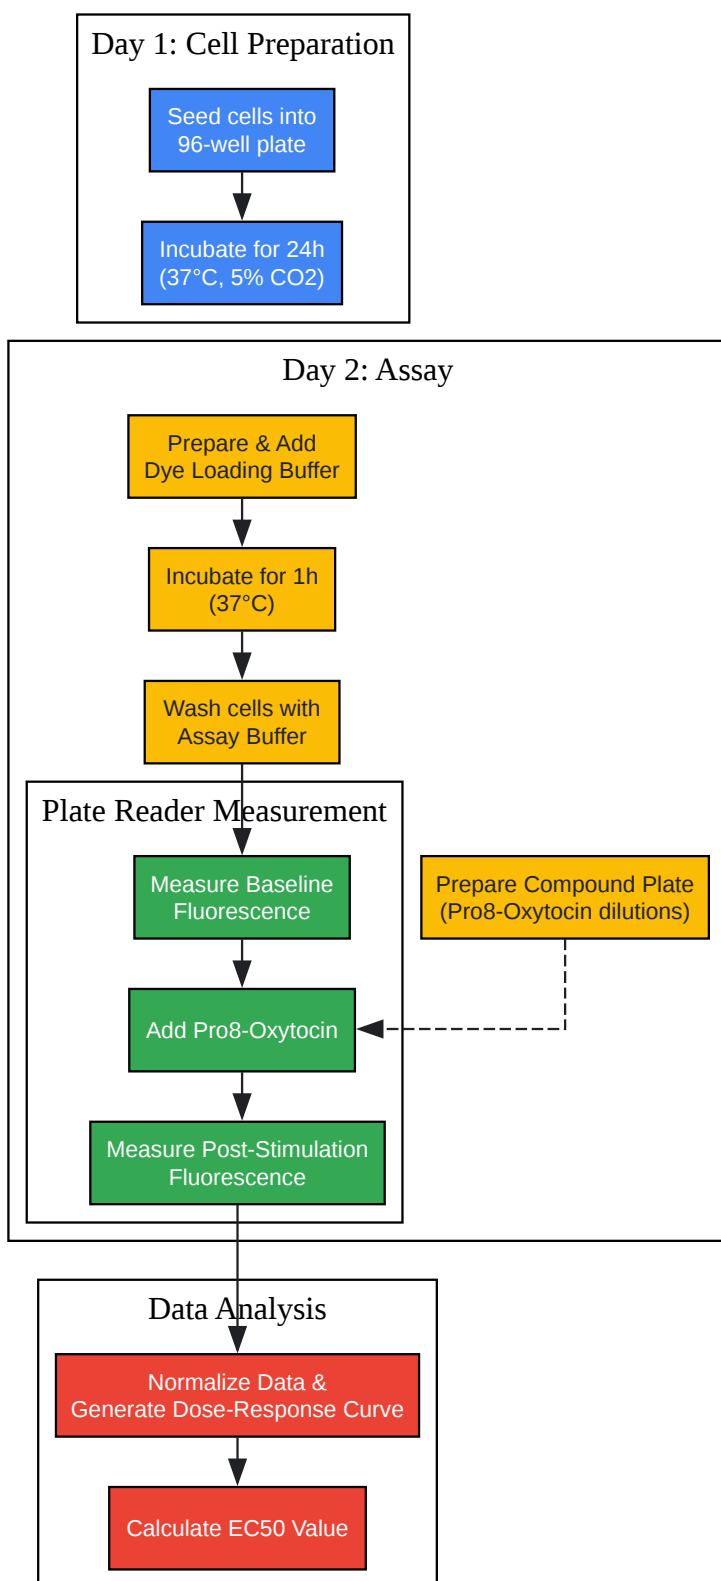 Day 1: Cell Preparation
Seed cells into
96-well plate
Incubate for 24h
(37°C, 5% CO2)
Day 2: Assay
Prepare & Add
Dye Loading Buffer
Incubate for 1h
(37°C)
Wash cells with
Assay Buffer
Plate Reader Measurement
Measure Baseline
Fluorescence
Prepare Compound Plate
(Pro8-Oxytocin dilutions)
Add Pro8-Oxytocin
Measure Post-Stimulation
Fluorescence
Data Analysis
Normalize Data &
Generate Dose-Response Curve
Calculate EC50 Value